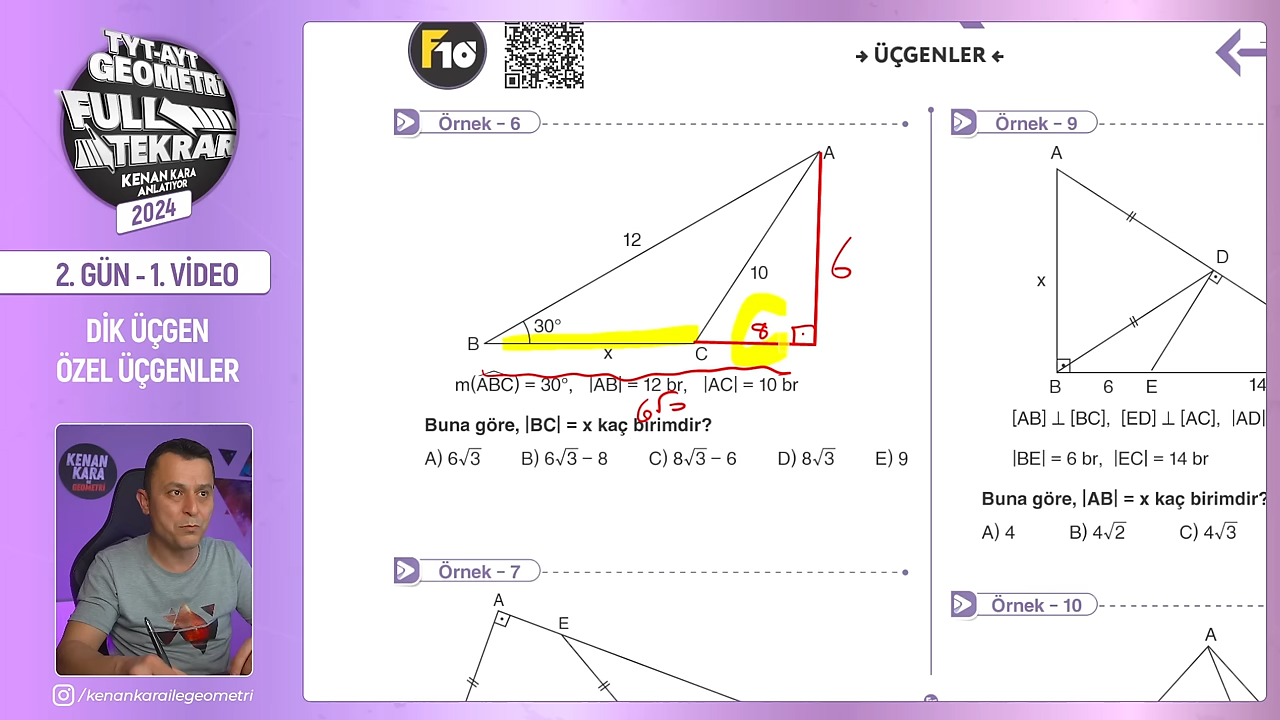 TYT-AYT
GEOMETRİ
FULL
TEKRAR
KENAN KARA
ANLATIYOR
2024
2. GÜN - 1. VİDEO
DİK ÜÇGEN
ÖZEL ÜÇGENLER
KENAN
KARA
GEOMETRİ
/kenankarailegeometri
F10
ÜÇGENLER
Örnek – 6
A
12
10
6
30°
8
B
x
C
m(ABC) = 30°, |AB| = 12 br, |AC| = 10 br
6√3
Buna göre, |BC| = x kaç birimdir?
A) 6√3 B) 6√3 – 8 C) 8√3 – 6 D) 8√3 E) 9
Örnek – 7
A
E
Örnek – 9
A
D
x
B 6 E 14
[AB] ⊥ [BC], [ED] ⊥ [AC], |AD|
|BE| = 6 br, |EC| = 14 br
Buna göre, |AB| = x kaç birimdir?
A) 4 B) 4√2 C) 4√3
Örnek – 10
A